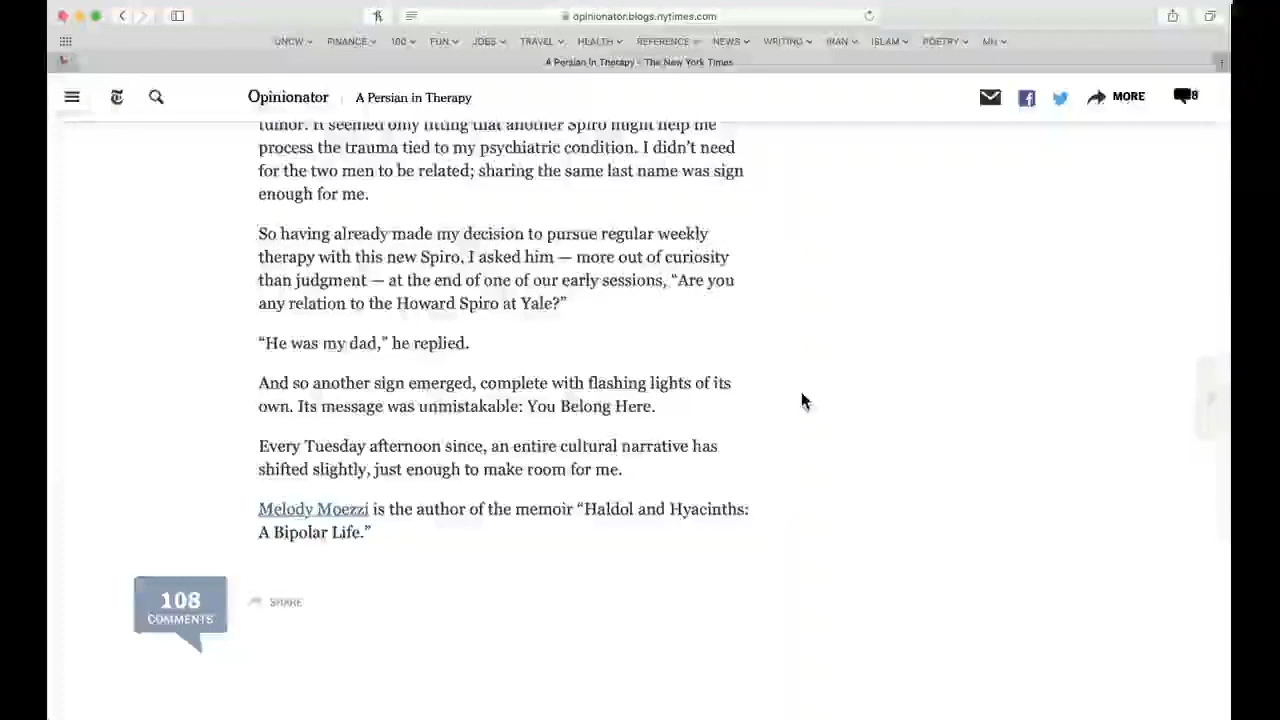 opinionator.blogs.nytimes.com
UNCW FINANCE 100 FUN JOBS TRAVEL HEALTH REFERENCE NEWS WRITING IRAN ISLAM POETRY
A Persian in Therapy - The New York Times
Opinionator A Persian in Therapy MORE
tumor. It seemed only fitting that another Spiro might help me
process the trauma tied to my psychiatric condition. I didn’t need
for the two men to be related; sharing the same last name was sign
enough for me.
So having already made my decision to pursue regular weekly
therapy with this new Spiro, I asked him — more out of curiosity
than judgment — at the end of one of our early sessions, “Are you
any relation to the Howard Spiro at Yale?”
“He was my dad,” he replied.
And so another sign emerged, complete with flashing lights of its
own. Its message was unmistakable: You Belong Here.
Every Tuesday afternoon since, an entire cultural narrative has
shifted slightly, just enough to make room for me.
Melody Moezzi is the author of the memoir “Haldol and Hyacinths:
A Bipolar Life.”
108
COMMENTS
SHARE